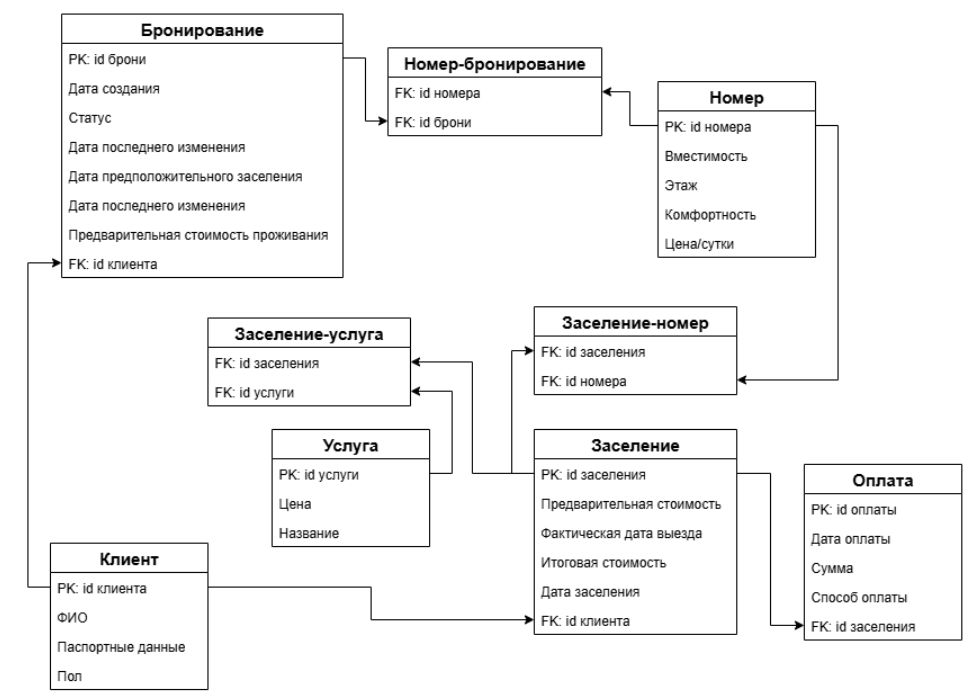 Бронирование
PK: id брони
Дата создания
Статус
Дата последнего изменения
Дата предположительного заселения
Дата последнего изменения
Предварительная стоимость проживания
FK: id клиента
Номер-бронирование
FK: id номера
FK: id брони
Номер
PK: id номера
Вместимость
Этаж
Комфортность
Цена/сутки
Заселение-услуга
FK: id заселения
FK: id услуги
Заселение-номер
FK: id заселения
FK: id номера
Услуга
PK: id услуги
Цена
Название
Заселение
PK: id заселения
Предварительная стоимость
Фактическая дата выезда
Итоговая стоимость
Дата заселения
FK: id клиента
Оплата
PK: id оплаты
Дата оплаты
Сумма
Способ оплаты
FK: id заселения
Клиент
PK: id клиента
ФИО
Паспортные данные
Пол